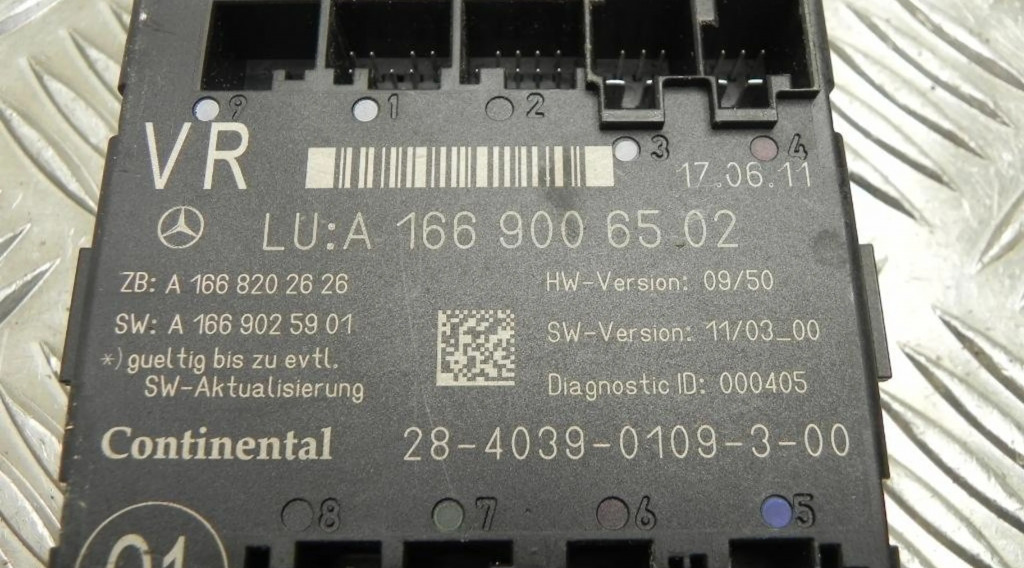 9 1 2
VR 3 4
17.06.11
LU:A 166 900 65 02
ZB: A 166 820 26 26 HW-Version: 09/50
SW: A 166 902 59 01 SW-Version: 11/03_00
*) gueltig bis zu evtl.
SW-Aktualisierung Diagnostic ID: 000405
Continental 28-4039-0109-3-00
8 7 6 5